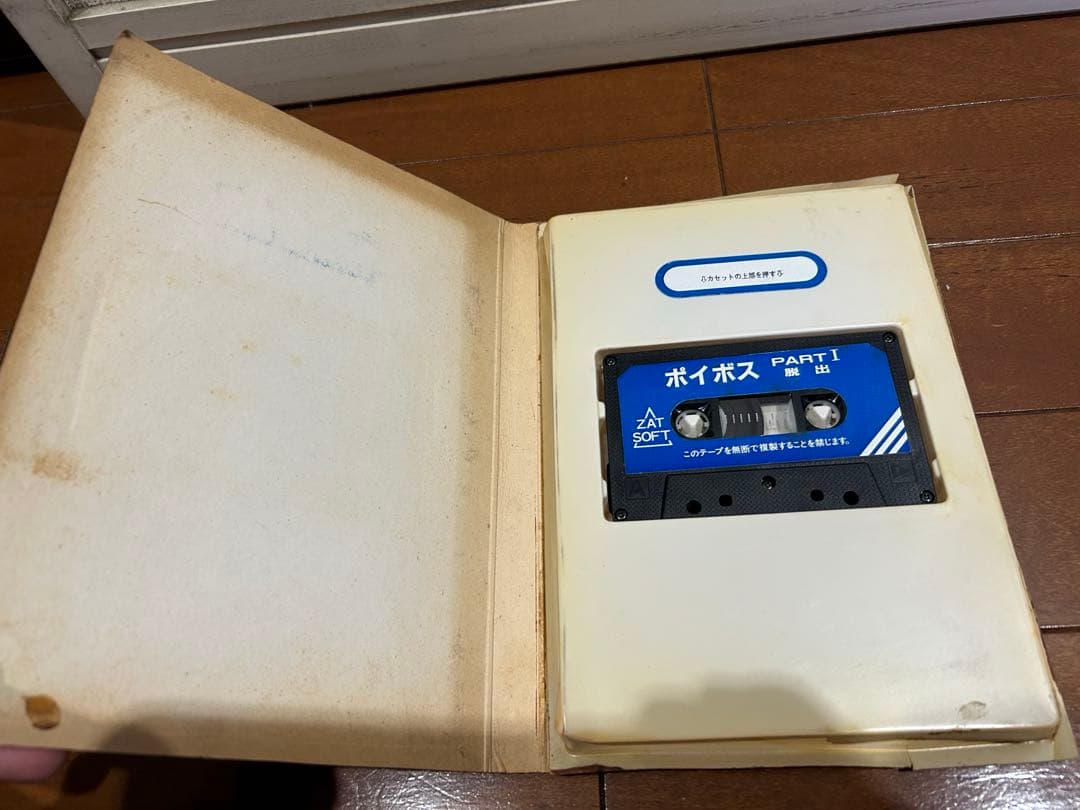 ⇩カセットの上部を押す⇩
ポイボス PART I
脱出
ZAT
SOFT
このテープを無断で複製することを禁じます。
A